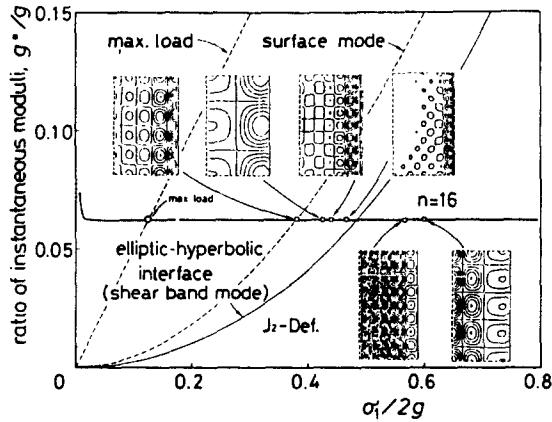 ratio of instantaneous moduli, g*/g
0.15
0.10
0.05
0
0.2
0.4
0.6
0.8
σ₁/2g
max. load
surface mode
max. load
n=16
elliptic-hyperbolic
interface
(shear band mode)
J₂-Def.